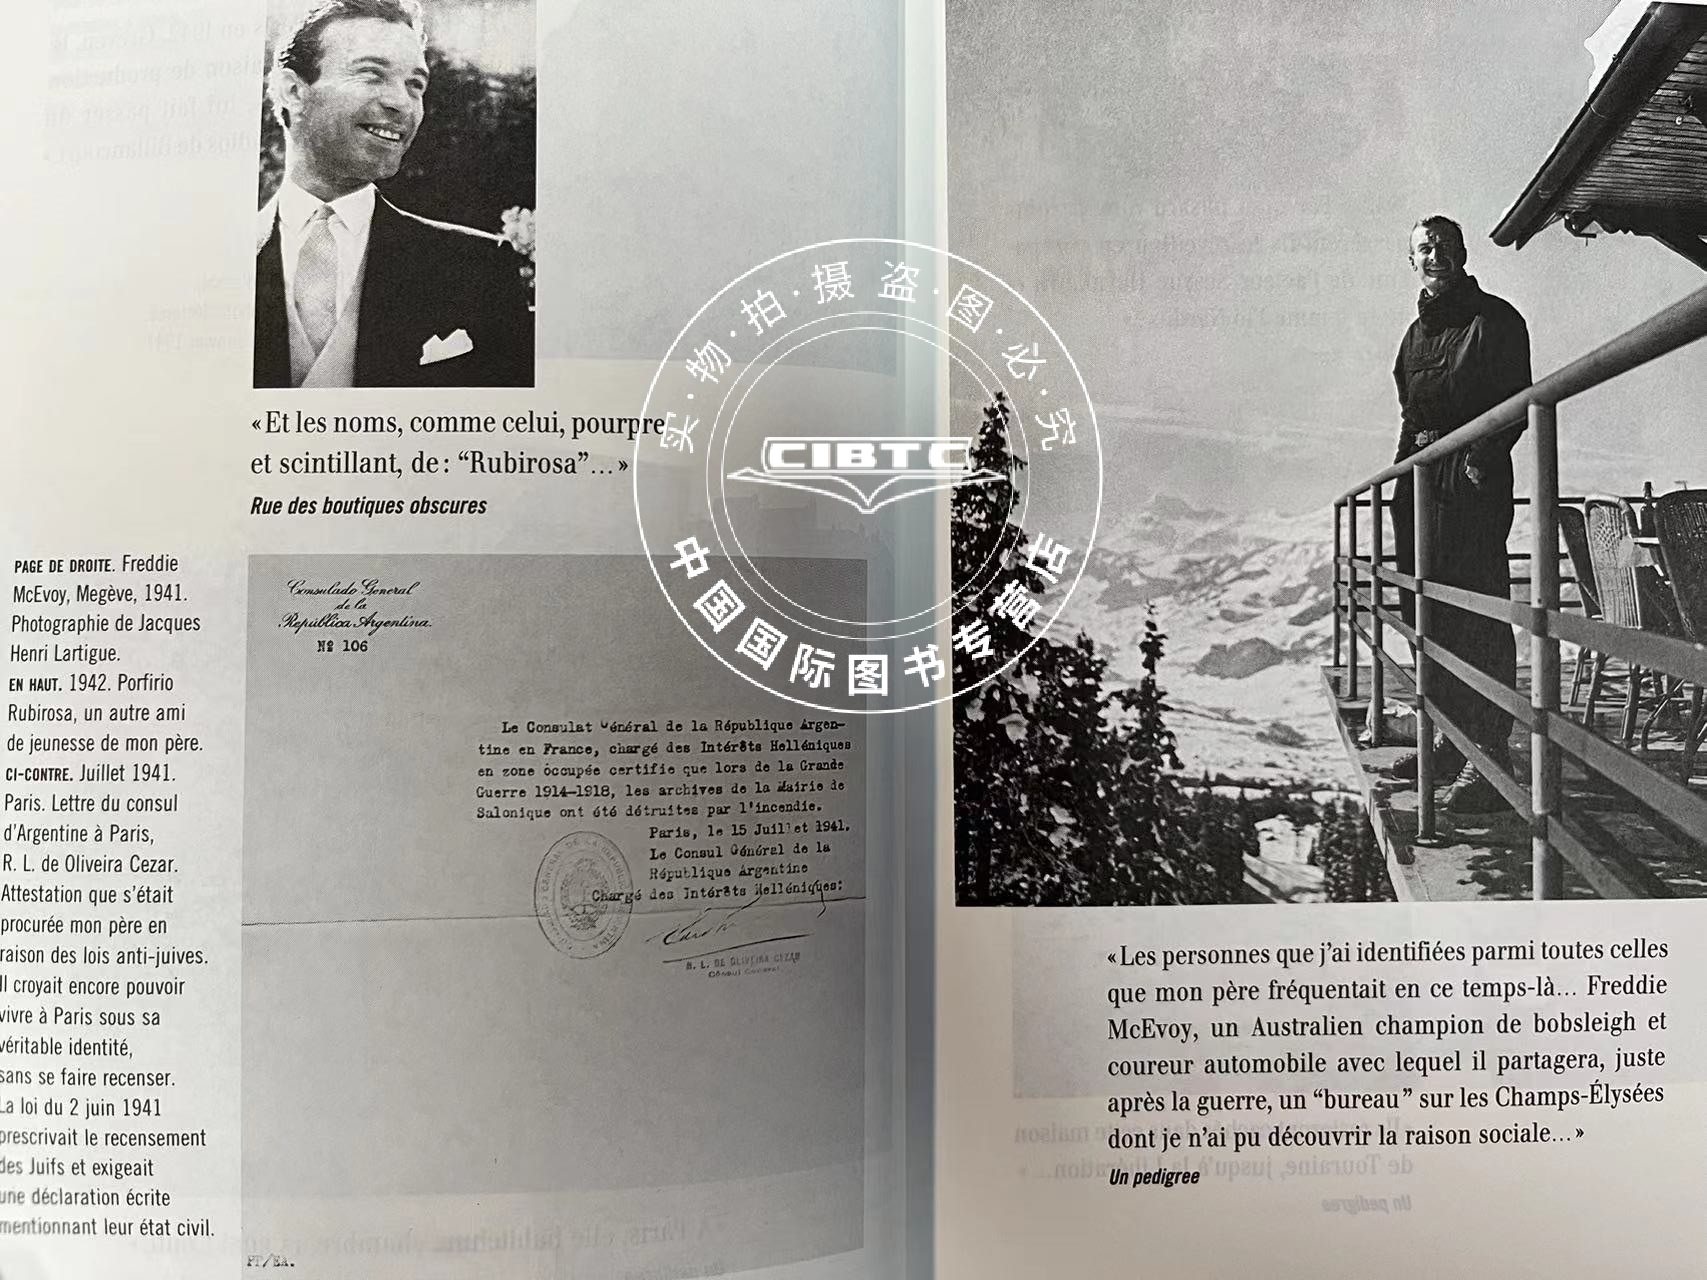 « Et les noms, comme celui, pourpre
et scintillant, de : “Rubirosa”… »
Rue des boutiques obscures
PAGE DE DROITE. Freddie
McEvoy, Megève, 1941.
Photographie de Jacques
Henri Lartigue.
EN HAUT. 1942. Porfirio
Rubirosa, un autre ami
de jeunesse de mon père.
CI-CONTRE. Juillet 1941.
Paris. Lettre du consul
d’Argentine à Paris,
R. L. de Oliveira Cezar.
Attestation que s’était
procurée mon père en
raison des lois anti-juives.
Il croyait encore pouvoir
vivre à Paris sous sa
véritable identité,
sans se faire recenser.
La loi du 2 juin 1941
prescrivait le recensement
des Juifs et exigeait
une déclaration écrite
mentionnant leur état civil.
Consulado General
de la
República Argentina.
Nº 106
Le Consulat Général de la République Argen-
tine en France, chargé des Intérêts Helléniques
en zone occupée certifie que lors de la Grande
Guerre 1914-1918, les archives de la Mairie de
Salonique ont été détruites par l'incendie.
Paris, le 15 Juillet 1941.
Le Consul Général de la
République Argentine
Chargé des Intérêts Helléniques:
R. L. DE OLIVEIRA CEZAR
Cónsul General
PT/EA.
« Les personnes que j’ai identifiées parmi toutes celles
que mon père fréquentait en ce temps-là… Freddie
McEvoy, un Australien champion de bobsleigh et
coureur automobile avec lequel il partagera, juste
après la guerre, un “bureau” sur les Champs-Élysées
dont je n’ai pu découvrir la raison sociale… »
Un pedigree
实·物·拍·摄 盗·图·必·究
CIBTC
中国国际图书专营店